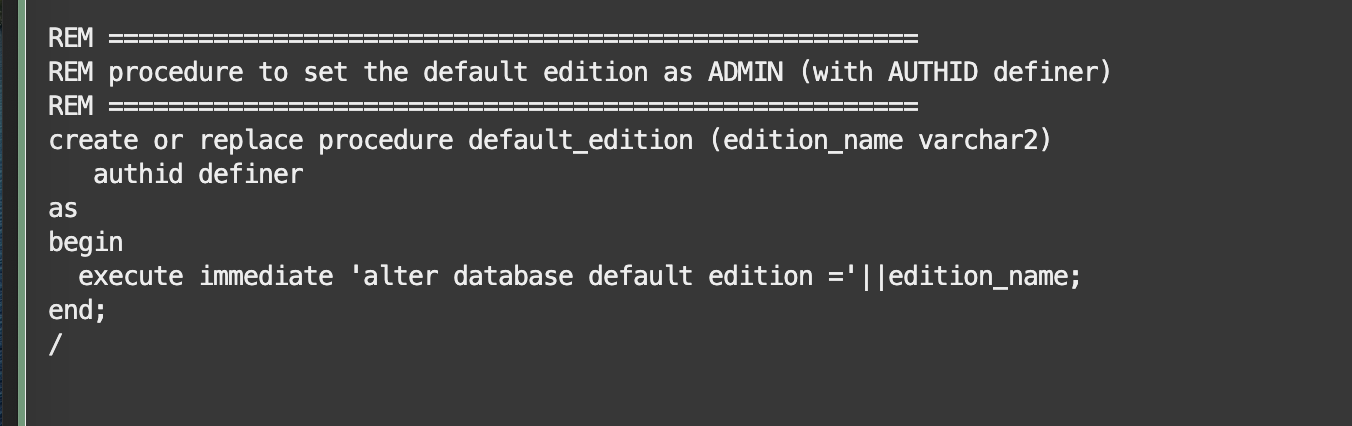 REM ======================================================
REM procedure to set the default edition as ADMIN (with AUTHID definer)
REM ======================================================
create or replace procedure default_edition (edition_name varchar2)
   authid definer
as
begin
  execute immediate 'alter database default edition ='||edition_name;
end;
/